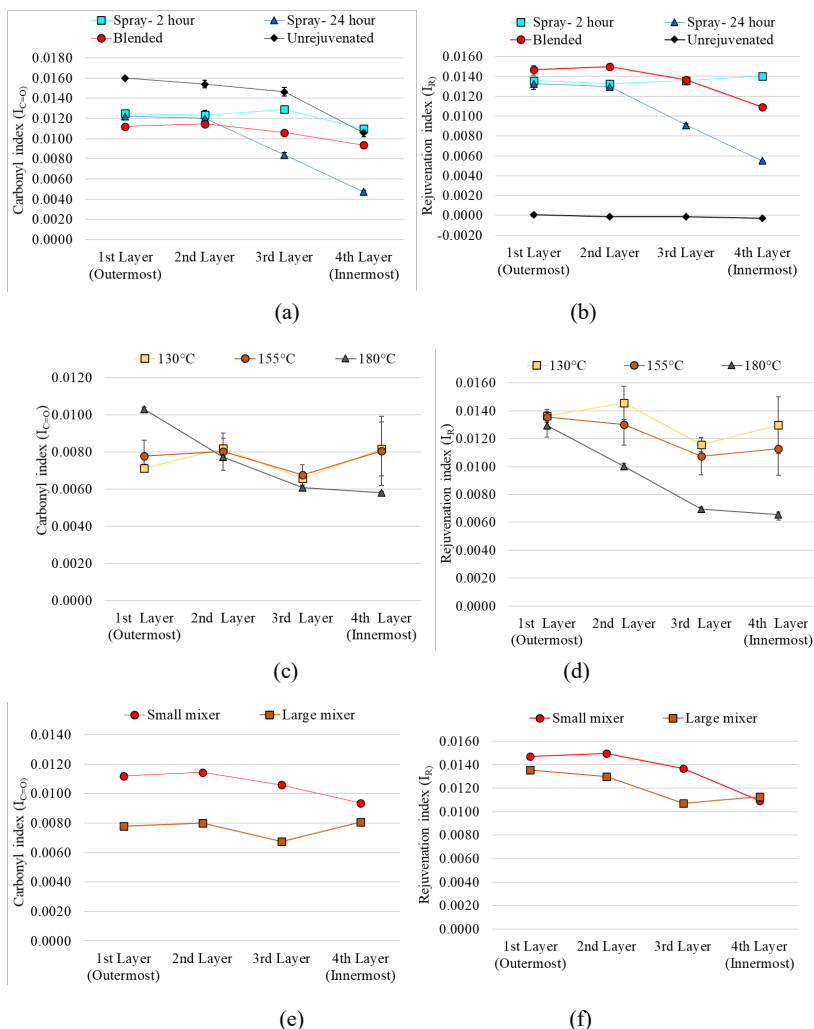 Spray- 2 hour Spray- 24 hour
Blended Unrejuvenated
Carbonyl index (I_C=O)
0.0180
0.0160
0.0140
0.0120
0.0100
0.0080
0.0060
0.0040
0.0020
0.0000
1st Layer 2nd Layer 3rd Layer 4th Layer
(Outermost) (Innermost)
(a)
Spray- 2 hour Spray- 24 hour
Blended Unrejuvenated
Rejuvenation index (I_R)
0.0160
0.0140
0.0120
0.0100
0.0080
0.0060
0.0040
0.0020
0.0000
-0.0020
1st Layer 2nd Layer 3rd Layer 4th Layer
(Outermost) (Innermost)
(b)
130°C 155°C 180°C
Carbonyl index (I_C=O)
0.0120
0.0100
0.0080
0.0060
0.0040
0.0020
0.0000
1st Layer 2nd Layer 3rd Layer 4th Layer
(Outermost) (Innermost)
(c)
130°C 155°C 180°C
Rejuvenation index (I_R)
0.0160
0.0140
0.0120
0.0100
0.0080
0.0060
0.0040
0.0020
0.0000
1st Layer 2nd Layer 3rd Layer 4th Layer
(Outermost) (Innermost)
(d)
Small mixer Large mixer
Carbonyl index (I_C=O)
0.0140
0.0120
0.0100
0.0080
0.0060
0.0040
0.0020
0.0000
1st Layer 2nd Layer 3rd Layer 4th Layer
(Outermost) (Innermost)
(e)
Small mixer Large mixer
Rejuvenation index (I_R)
0.0160
0.0140
0.0120
0.0100
0.0080
0.0060
0.0040
0.0020
0.0000
1st Layer 2nd Layer 3rd Layer 4th Layer
(Outermost) (Innermost)
(f)